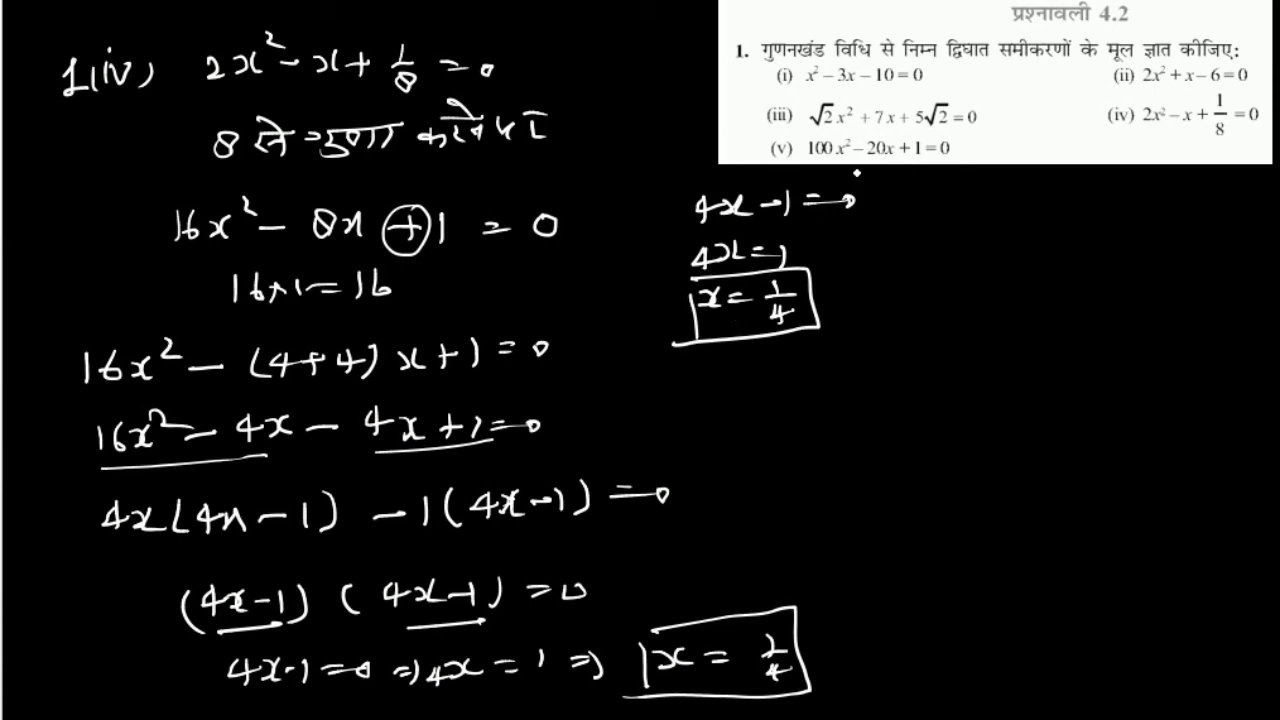 प्रश्नावली 4.2
1. गुणनखंड विधि से निम्न द्विघात समीकरणों के मूल ज्ञात कीजिए:
(i) x² – 3x – 10 = 0 (ii) 2x² + x – 6 = 0
(iii) √2 x² + 7x + 5√2 = 0 (iv) 2x² – x + 1/8 = 0
(v) 100x² – 20x + 1 = 0
1(iv) 2x² - x + 1/8 = 0
8 से गुणा करने पर
16x² - 8x + 1 = 0
16×1 = 16
16x² - (4+4)x + 1 = 0
16x² - 4x - 4x + 1 = 0
4x(4x - 1) - 1(4x - 1) = 0
(4x - 1) (4x - 1) = 0
4x - 1 = 0 ⇒ 4x = 1 ⇒ x = 1/4
4x - 1 = 0
4x = 1
x = 1/4